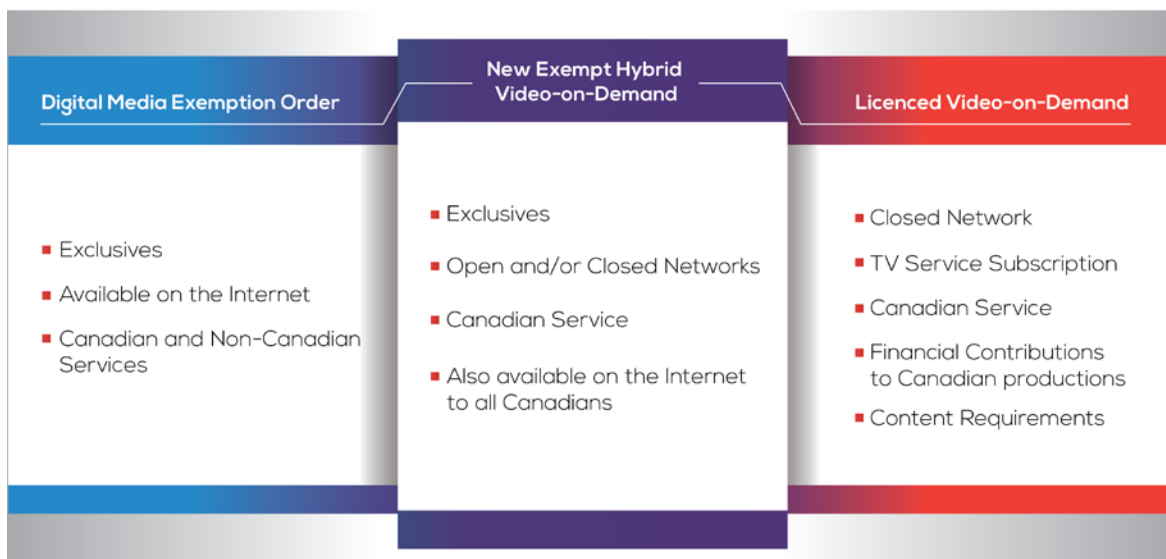 Digital Media Exemption Order
Exclusives
Available on the Internet
Canadian and Non-Canadian
Services
New Exempt Hybrid
Video-on-Demand
Exclusives
Open and/or Closed Networks
Canadian Service
Also available on the Internet
to all Canadians
Licenced Video-on-Demand
Closed Network
TV Service Subscription
Canadian Service
Financial Contributions
to Canadian productions
Content Requirements